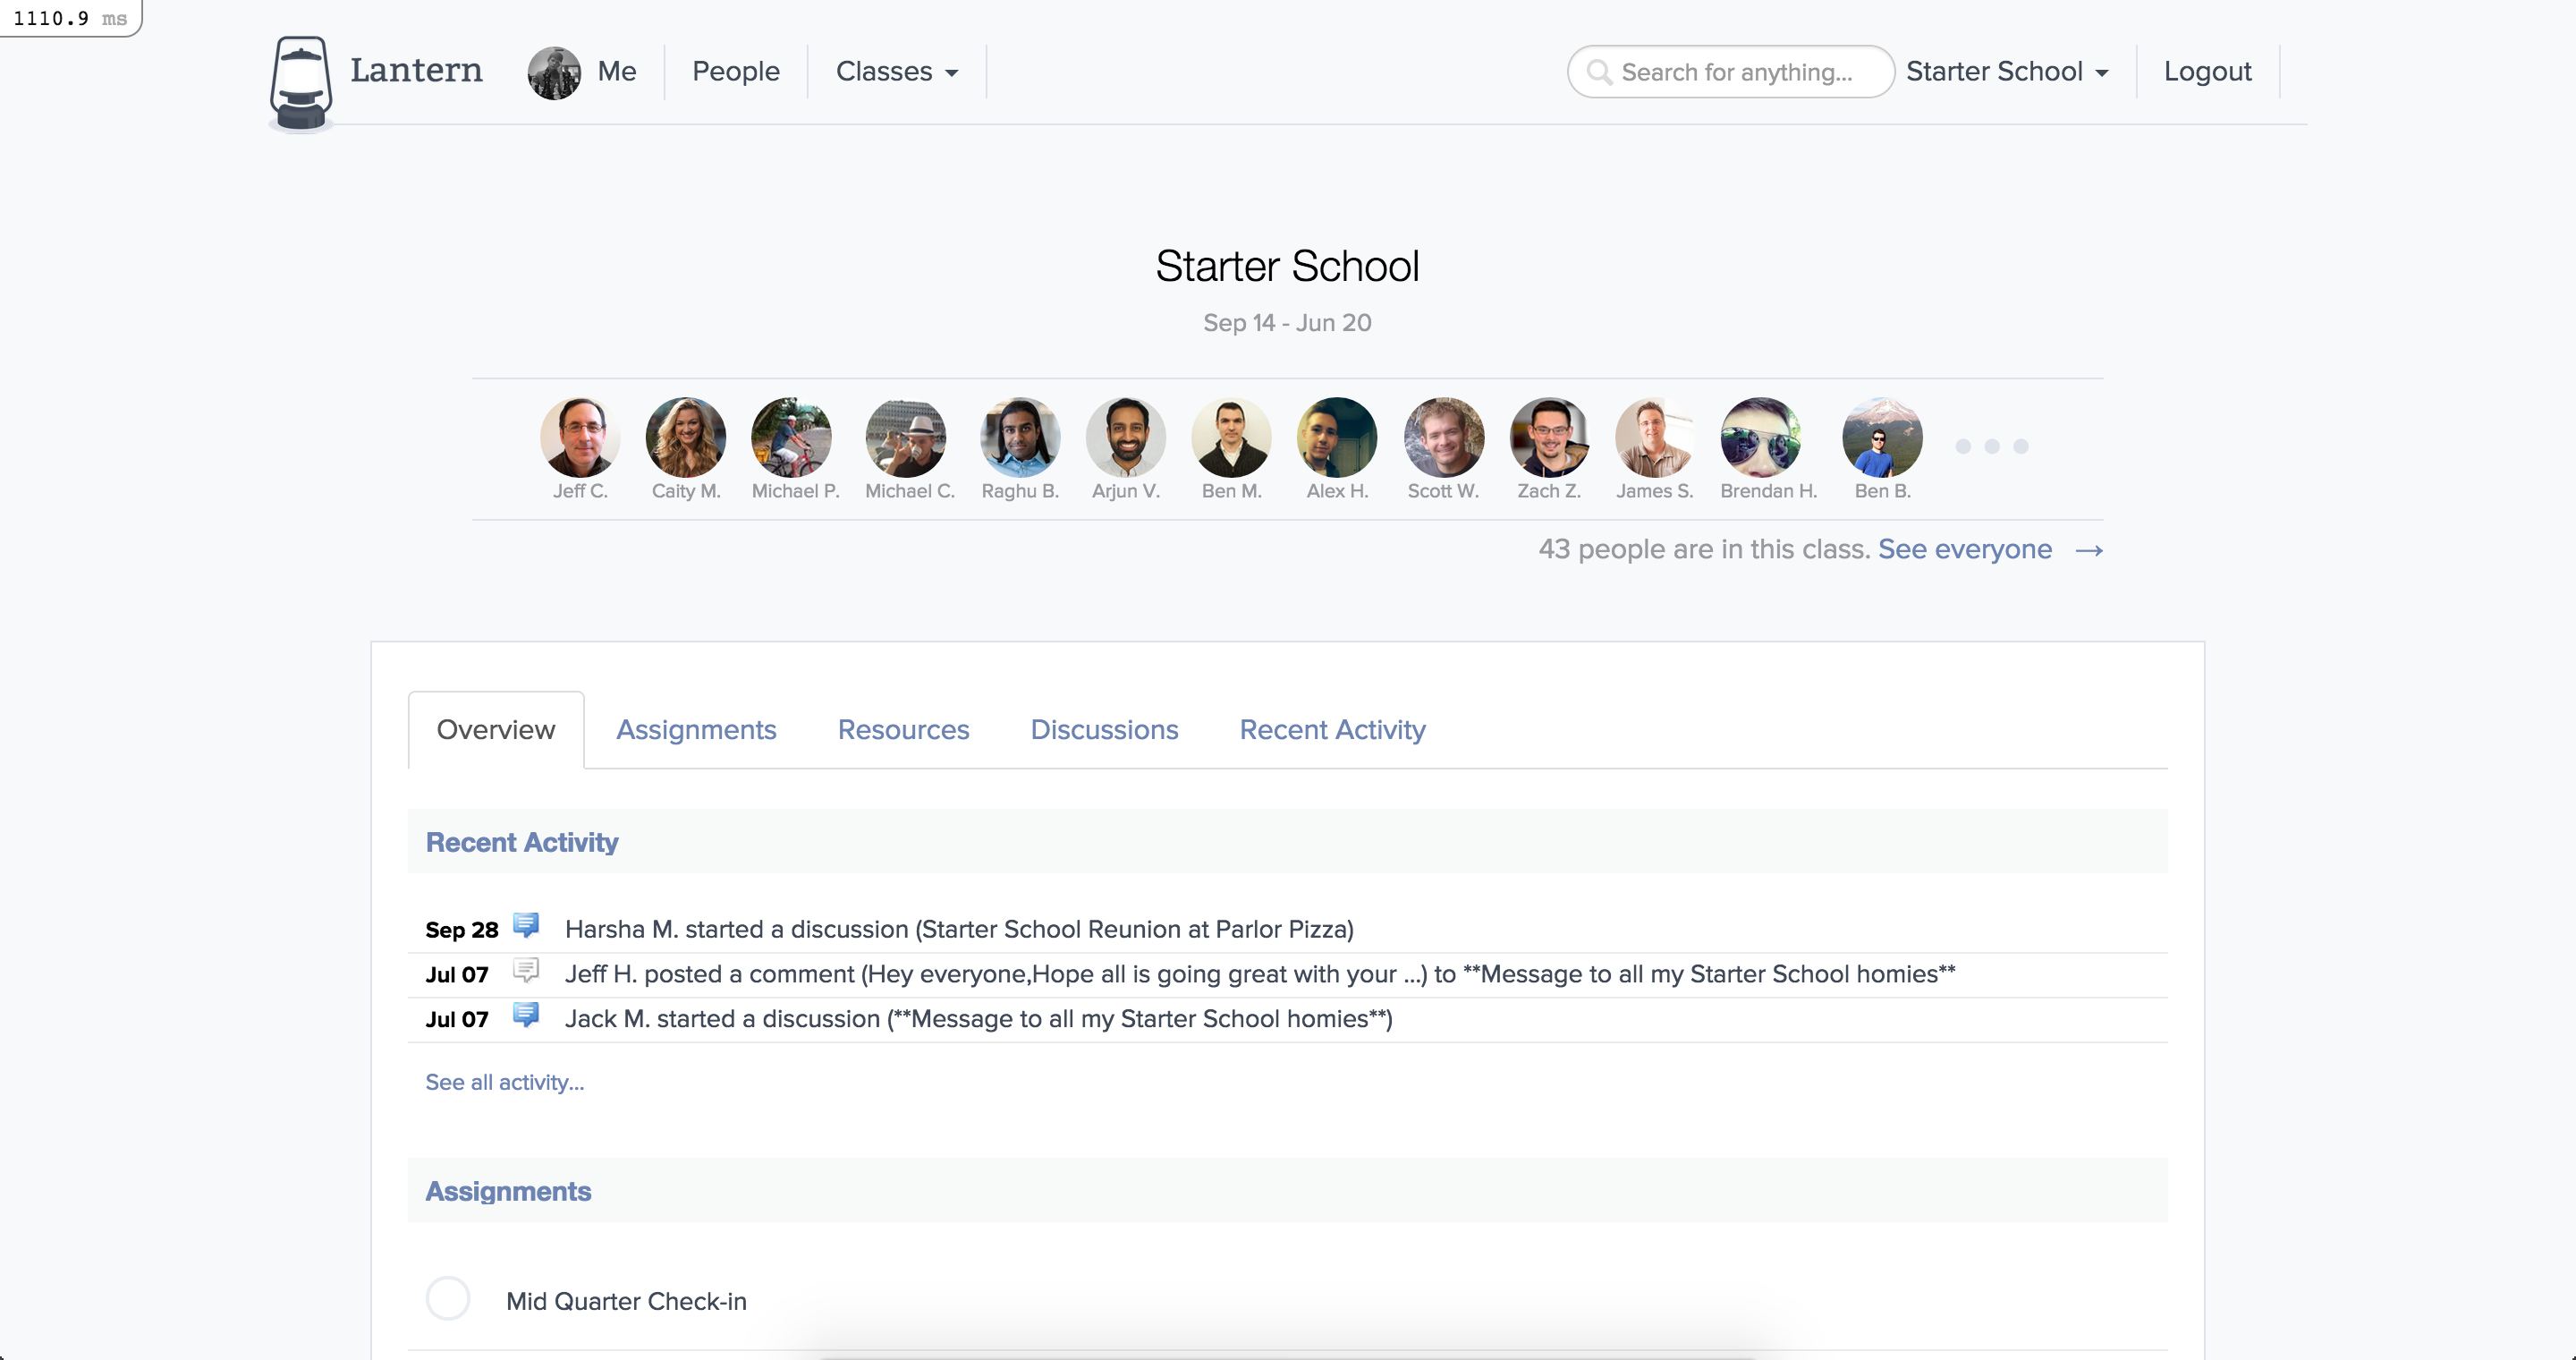 1110.9 ms
Lantern Me People Classes Search for anything... Starter School Logout
Starter School
Sep 14 - Jun 20
Jeff C. Caity M. Michael P. Michael C. Raghu B. Arjun V. Ben M. Alex H. Scott W. Zach Z. James S. Brendan H. Ben B.
43 people are in this class. See everyone →
Overview Assignments Resources Discussions Recent Activity
Recent Activity
Sep 28 Harsha M. started a discussion (Starter School Reunion at Parlor Pizza)
Jul 07 Jeff H. posted a comment (Hey everyone,Hope all is going great with your ...) to **Message to all my Starter School homies**
Jul 07 Jack M. started a discussion (**Message to all my Starter School homies**)
See all activity...
Assignments
Mid Quarter Check-in